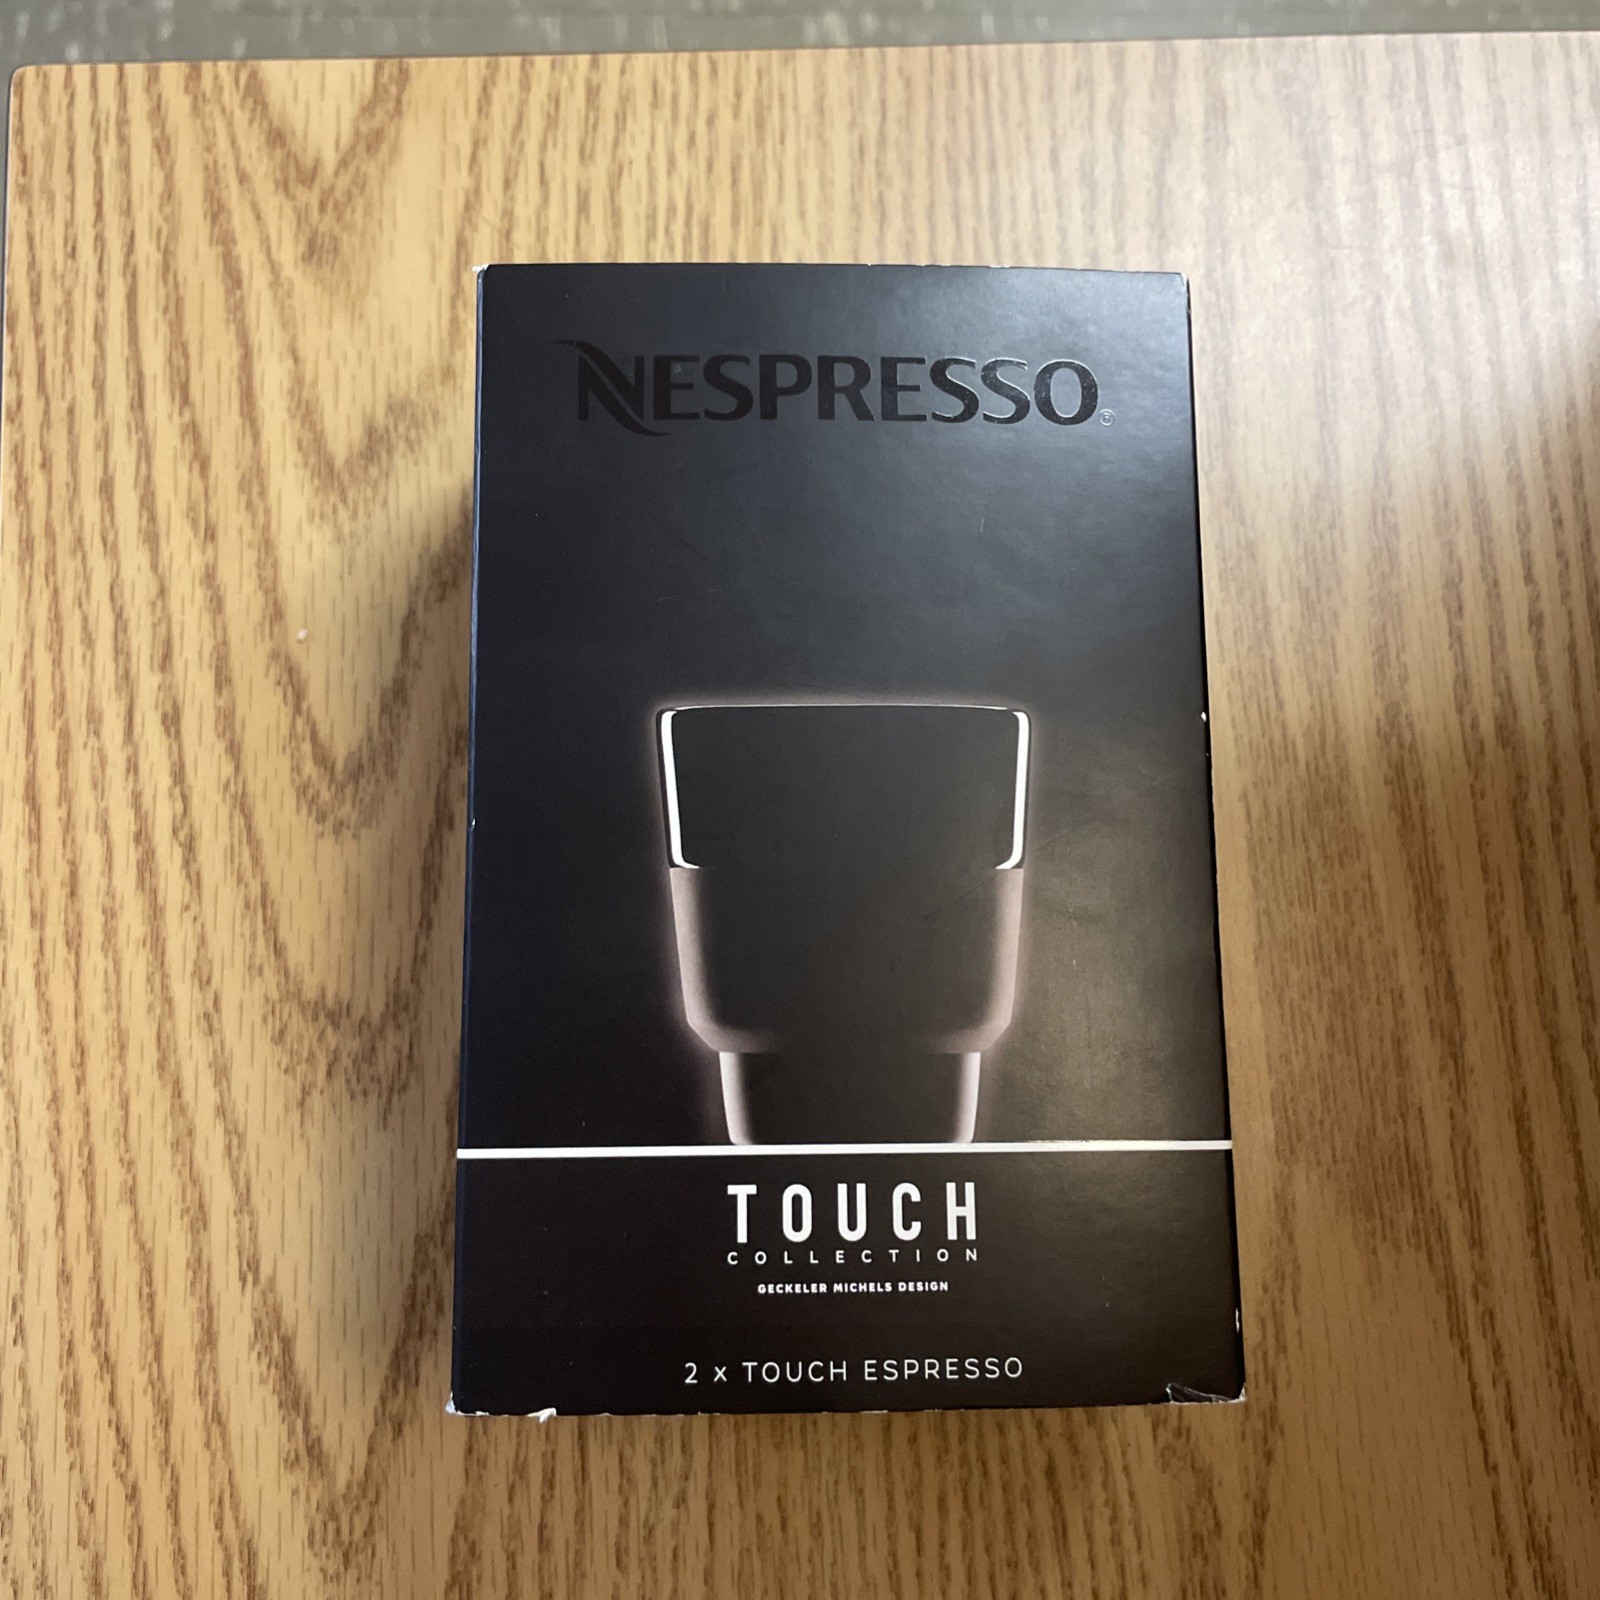 NESPRESSO®
TOUCH
COLLECTION
GECKELER MICHELS DESIGN
2 x TOUCH ESPRESSO